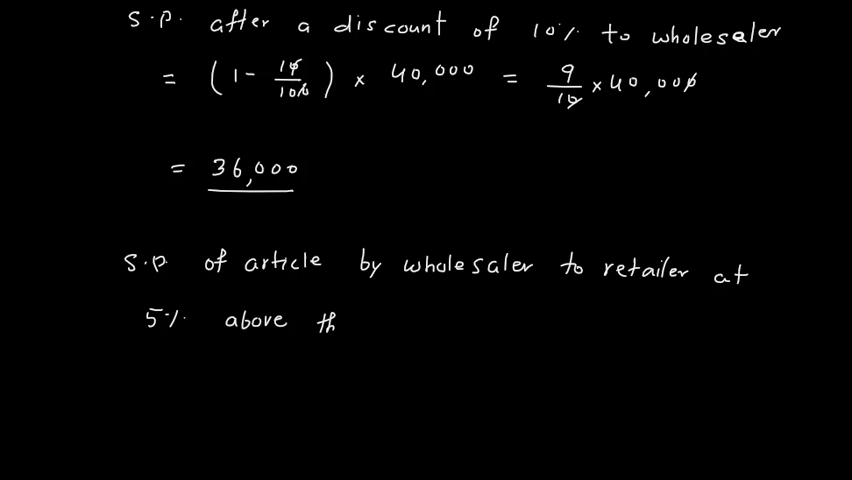 S.P. after a discount of 10% to wholesaler
= (1 - 10/100) × 40,000 = 9/10 × 40,000
= 36,000
S.P. of article by wholesaler to retailer at
5% above th